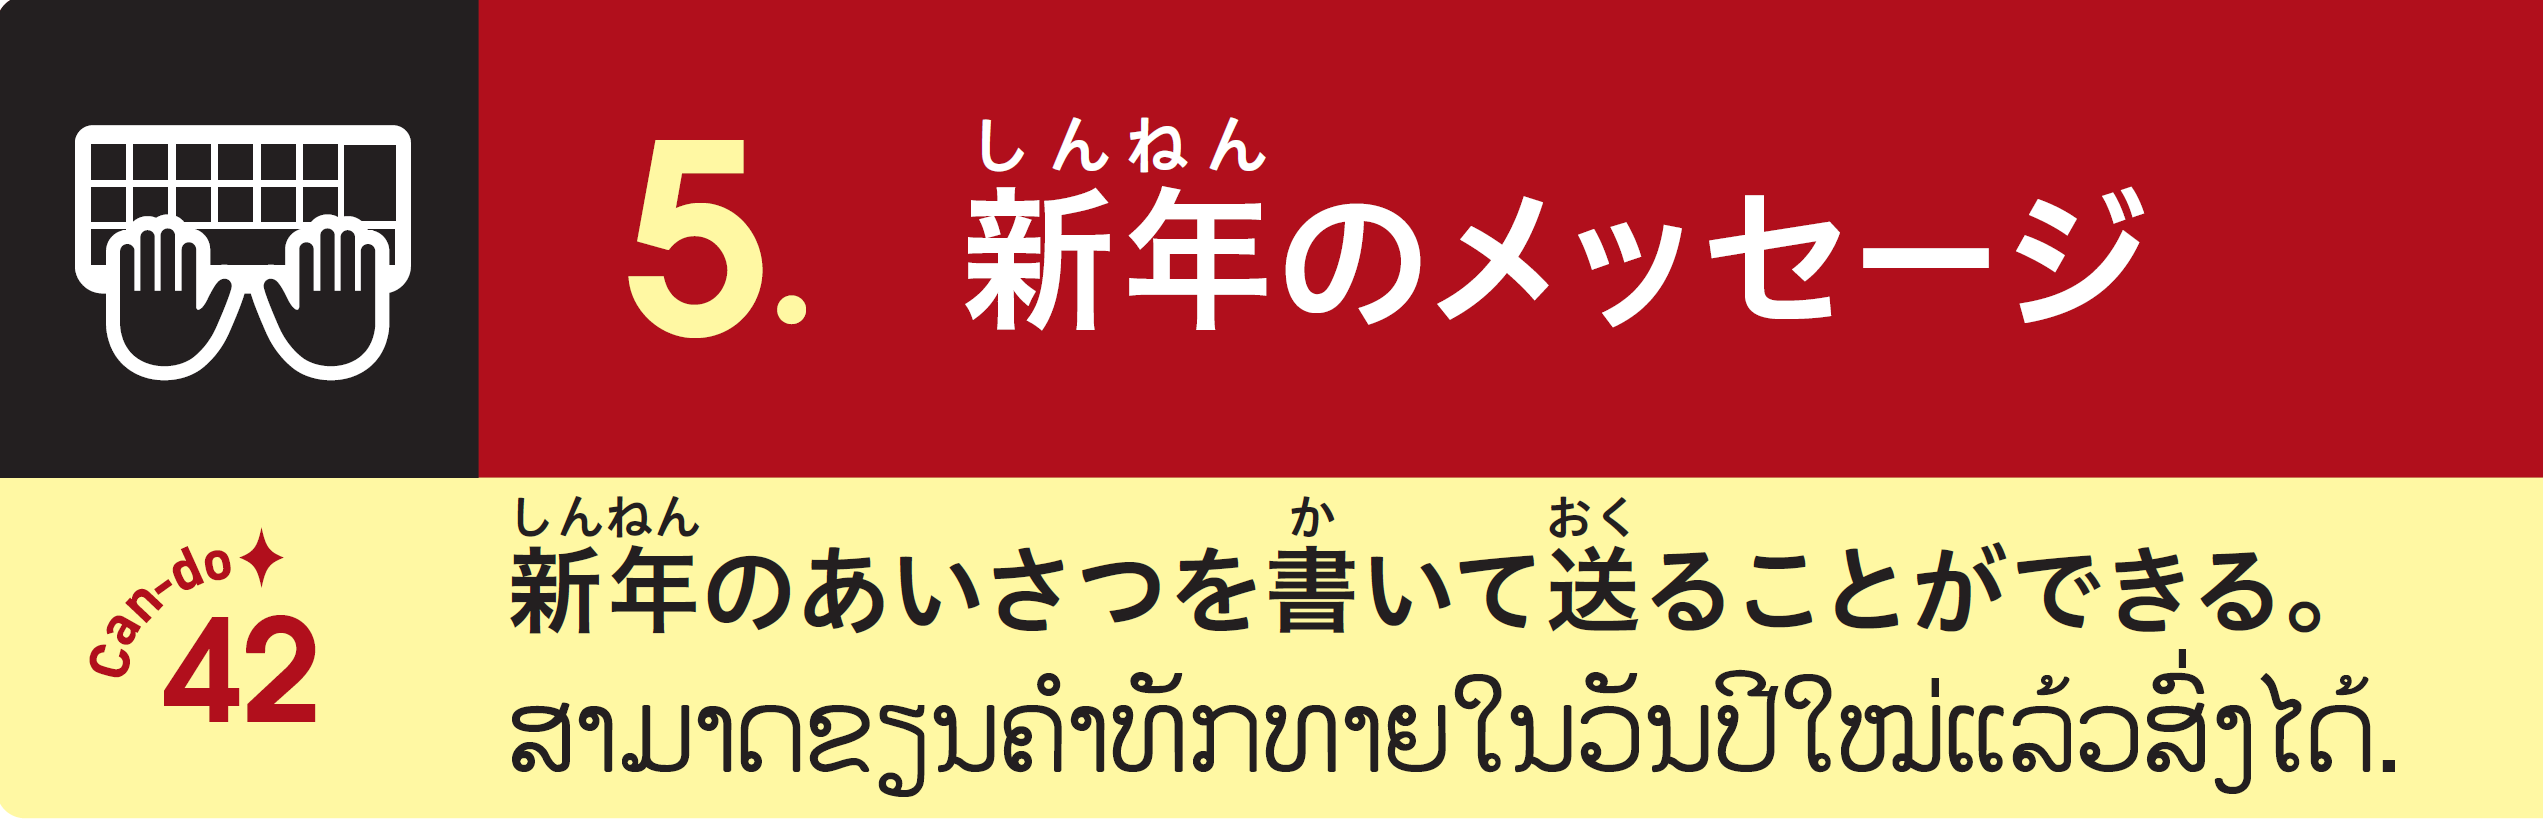 5.
しんねん
新年のメッセージ
can-do
42
しんねん か おく
新年のあいさつを書いて送ることができる。
ສາມາດຂຽນຄຳທັກທາຍໃນວັນປີໃໝ່ແລ້ວສົ່ງໄດ້.